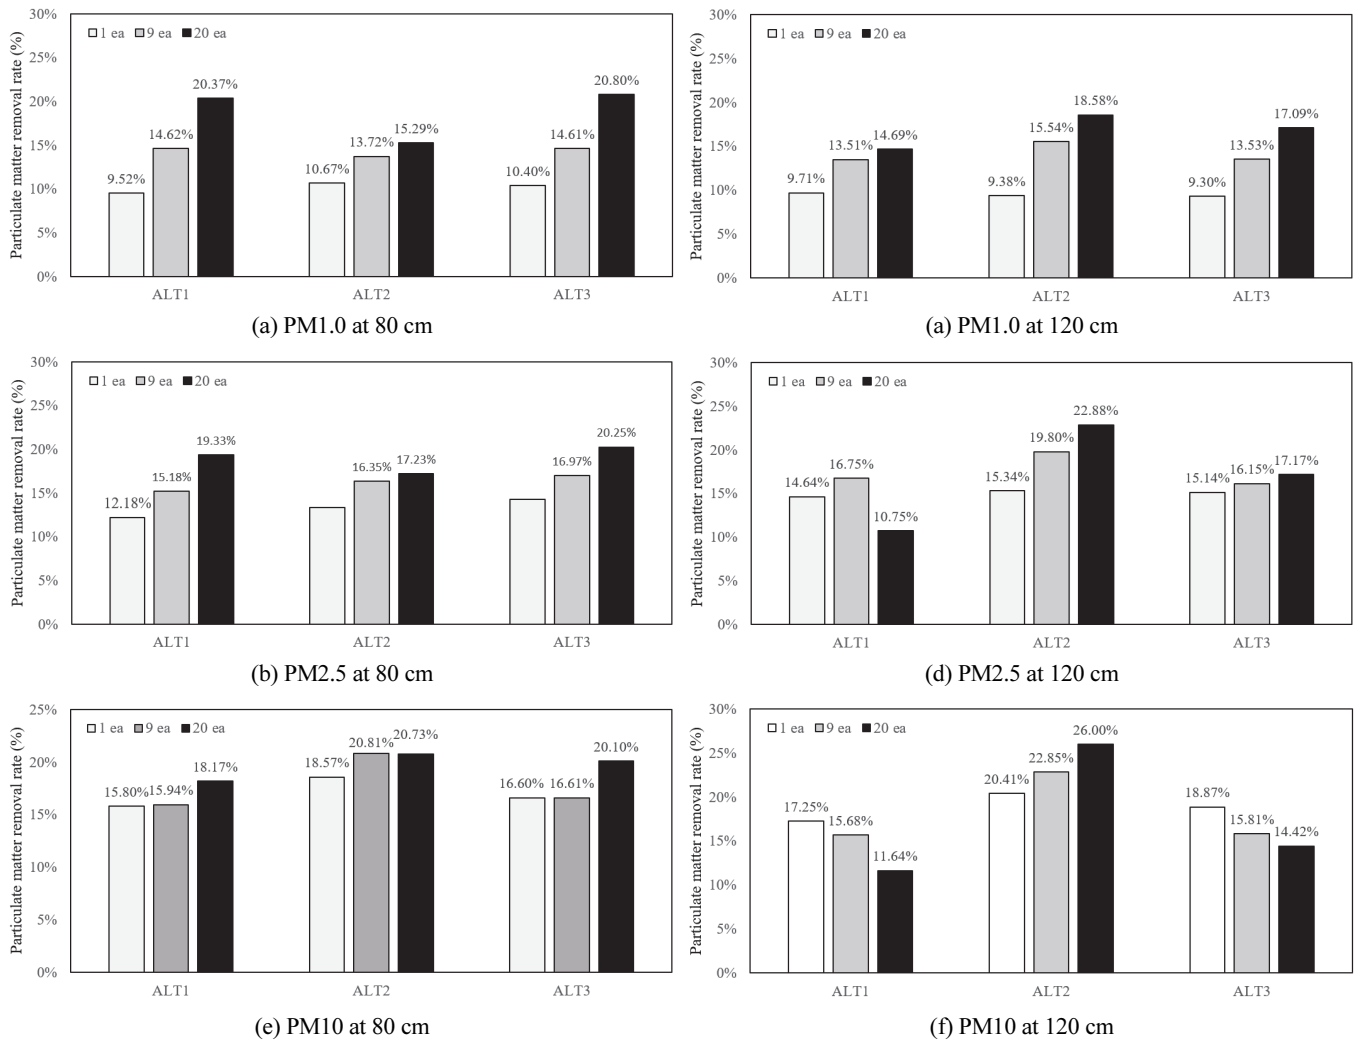 Particulate matter removal rate (%)
30%
25%
20%
15%
10%
5%
0%
1 ea 9 ea 20 ea
9.52% 14.62% 20.37%
10.67% 13.72% 15.29%
10.40% 14.61% 20.80%
ALT1 ALT2 ALT3
(a) PM1.0 at 80 cm
Particulate matter removal rate (%)
30%
25%
20%
15%
10%
5%
0%
1 ea 9 ea 20 ea
9.71% 13.51% 14.69%
9.38% 15.54% 18.58%
9.30% 13.53% 17.09%
ALT1 ALT2 ALT3
(a) PM1.0 at 120 cm
Particulate matter removal rate (%)
30%
25%
20%
15%
10%
5%
0%
1 ea 9 ea 20 ea
12.18% 15.18% 19.33%
16.35% 17.23%
16.97% 20.25%
ALT1 ALT2 ALT3
(b) PM2.5 at 80 cm
Particulate matter removal rate (%)
30%
25%
20%
15%
10%
5%
0%
1 ea 9 ea 20 ea
14.64% 16.75% 10.75%
15.34% 19.80% 22.88%
15.14% 16.15% 17.17%
ALT1 ALT2 ALT3
(d) PM2.5 at 120 cm
Particulate matter removal rate (%)
25%
20%
15%
10%
5%
0%
1 ea 9 ea 20 ea
15.80% 15.94% 18.17%
18.57% 20.81% 20.73%
16.60% 16.61% 20.10%
ALT1 ALT2 ALT3
(e) PM10 at 80 cm
Particulate matter removal rate (%)
30%
25%
20%
15%
10%
5%
0%
1 ea 9 ea 20 ea
17.25% 15.68% 11.64%
20.41% 22.85% 26.00%
18.87% 15.81% 14.42%
ALT1 ALT2 ALT3
(f) PM10 at 120 cm